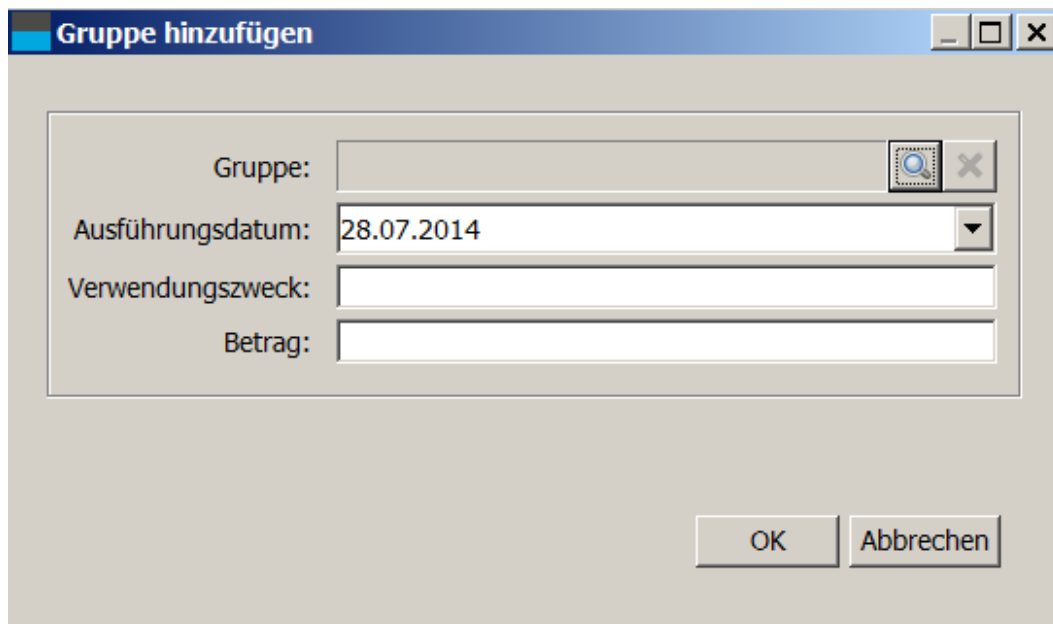 Gruppe hinzufügen
Gruppe:
Ausführungsdatum: 28.07.2014
Verwendungszweck:
Betrag:
OK Abbrechen